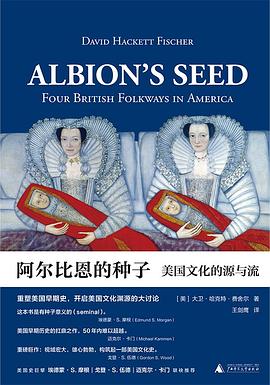 DAVID HACKETT FISCHER
ALBION'S SEED
FOUR BRITISH FOLKWAYS IN AMERICA
阿尔比恩的种子 美国文化的源与流
重塑美国早期史,开启美国文化渊源的大讨论
这本书是有种子意义的(seminal)。
埃德蒙·S.摩根(Edmund S. Morgan)
美国早期历史的扛鼎之作,50年内难以超越。
迈克尔·卡门(Michael Kammen)
重磅巨作:视域宏大,雄心勃勃,构筑起一部美国文化史。
戈登·S.伍德(Gordon S. Wood)
美国史巨擘 埃德蒙·S.摩根|戈登·S.伍德|迈克尔·卡门 联袂推荐
[美]大卫·哈克特·费舍尔 著
王剑鹰 译
广西师范大学出版社